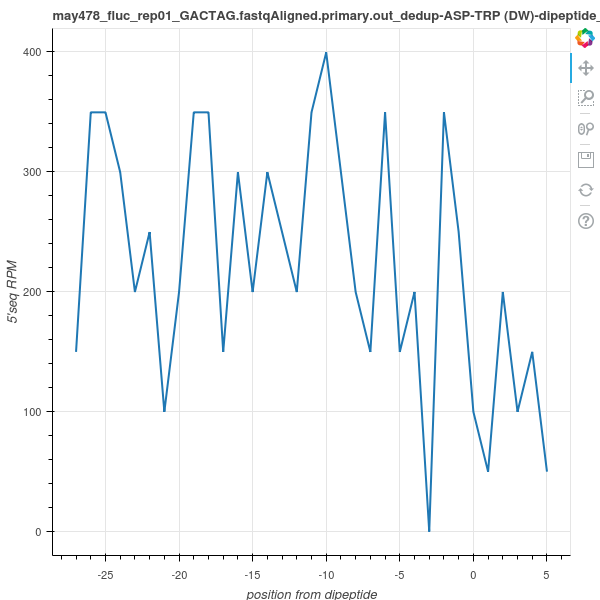 may478_fluc_rep01_GACTAG.fastqAligned.primary.out_dedup-ASP-TRP (DW)-dipeptide_
400
300
200
100
0
5'seq RPM
-25 -20 -15 -10 -5 0 5
position from dipeptide